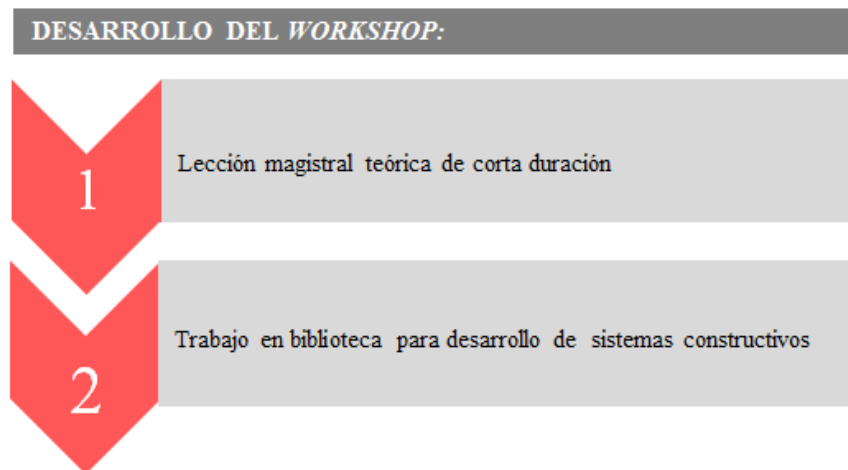 DESARROLLO DEL WORKSHOP:
1
Lección magistral teórica de corta duración
2
Trabajo en biblioteca para desarrollo de sistemas constructivos